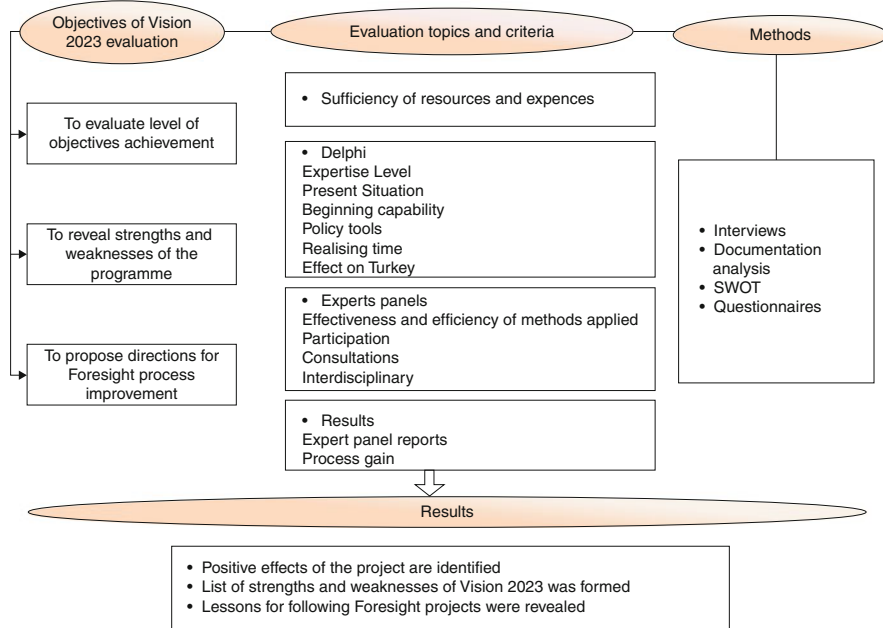 Objectives of Vision
2023 evaluation
Evaluation topics and criteria
Methods
To evaluate level of
objectives achievement
To reveal strengths and
weaknesses of the
programme
To propose directions for
Foresight process
improvement
• Sufficiency of resources and expences
• Delphi
Expertise Level
Present Situation
Beginning capability
Policy tools
Realising time
Effect on Turkey
• Experts panels
Effectiveness and efficiency of methods applied
Participation
Consultations
Interdisciplinary
• Results
Expert panel reports
Process gain
• Interviews
• Documentation
analysis
• SWOT
• Questionnaires
Results
• Positive effects of the project are identified
• List of strengths and weaknesses of Vision 2023 was formed
• Lessons for following Foresight projects were revealed